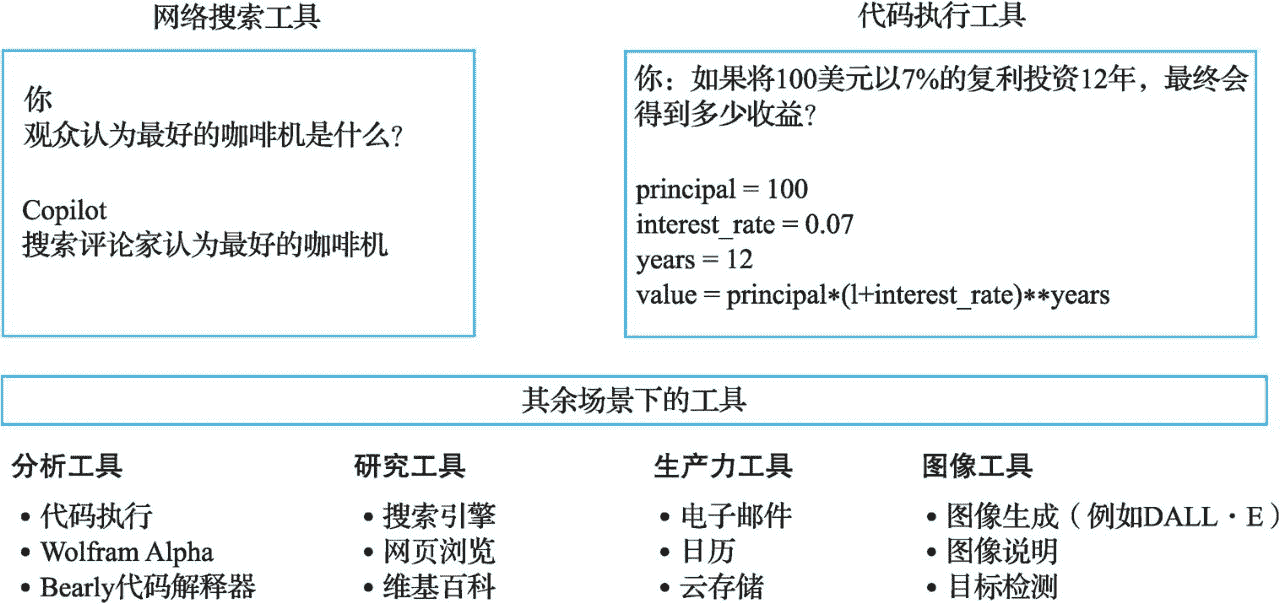 网络搜索工具
代码执行工具
你
观众认为最好的咖啡机是什么？
Copilot
搜索评论家认为最好的咖啡机
你：如果将100美元以7%的复利投资12年，最终会
得到多少收益？
principal = 100
interest_rate = 0.07
years = 12
value = principal*(l+interest_rate)**years
其余场景下的工具
分析工具
• 代码执行
• Wolfram Alpha
• Bearly代码解释器
研究工具
• 搜索引擎
• 网页浏览
• 维基百科
生产力工具
• 电子邮件
• 日历
• 云存储
图像工具
• 图像生成（例如DALL·E）
• 图像说明
• 目标检测